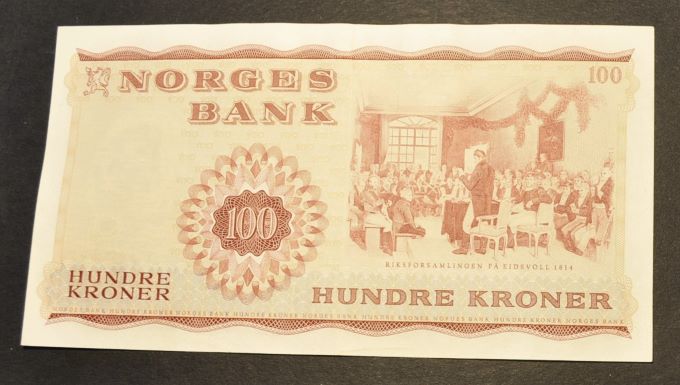 NORGES
BANK
100
100
RIKSFORSAMLINGEN PÅ EIDSVOLL 1814
HUNDRE
KRONER
HUNDRE KRONER
NORGES BANK HUNDRE KRONER NORGES BANK HUNDRE KRONER NORGES BANK HUNDRE KRONER NORGES BANK HUNDRE KRONER NORGES BANK